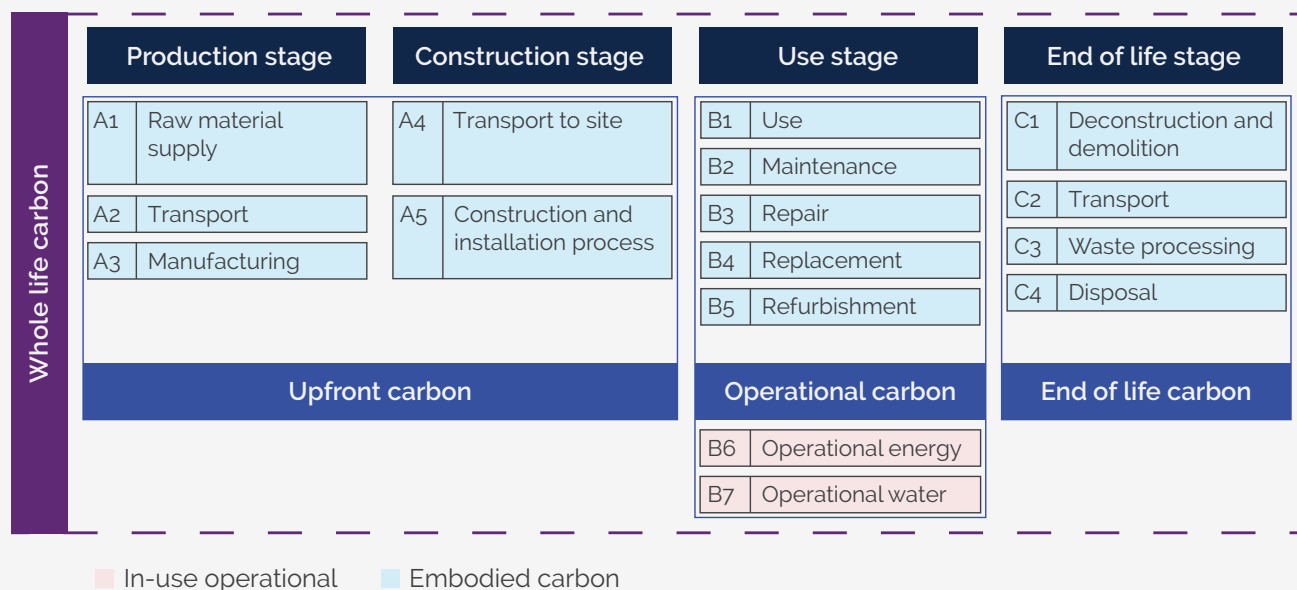 Whole life carbon
Production stage
Construction stage
Use stage
End of life stage
A1 Raw material
supply
A2 Transport
A3 Manufacturing
A4 Transport to site
A5 Construction and
installation process
Upfront carbon
B1 Use
B2 Maintenance
B3 Repair
B4 Replacement
B5 Refurbishment
Operational carbon
B6 Operational energy
B7 Operational water
C1 Deconstruction and
demolition
C2 Transport
C3 Waste processing
C4 Disposal
End of life carbon
In-use operational
Embodied carbon